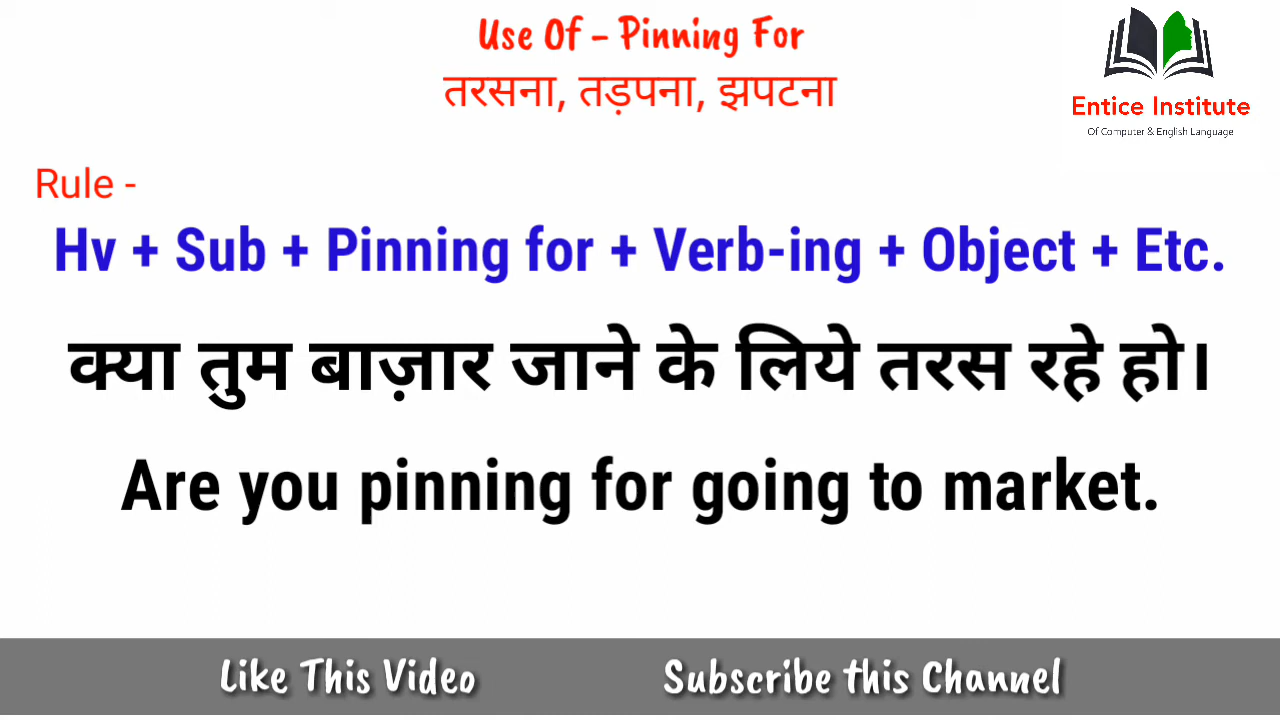 Use Of – Pinning For
तरसना, तड़पना, झपटना
Entice Institute
Of Computer & English Language
Rule -
Hv + Sub + Pinning for + Verb-ing + Object + Etc.
क्या तुम बाज़ार जाने के लिये तरस रहे हो।
Are you pinning for going to market.
Like This Video
Subscribe this Channel